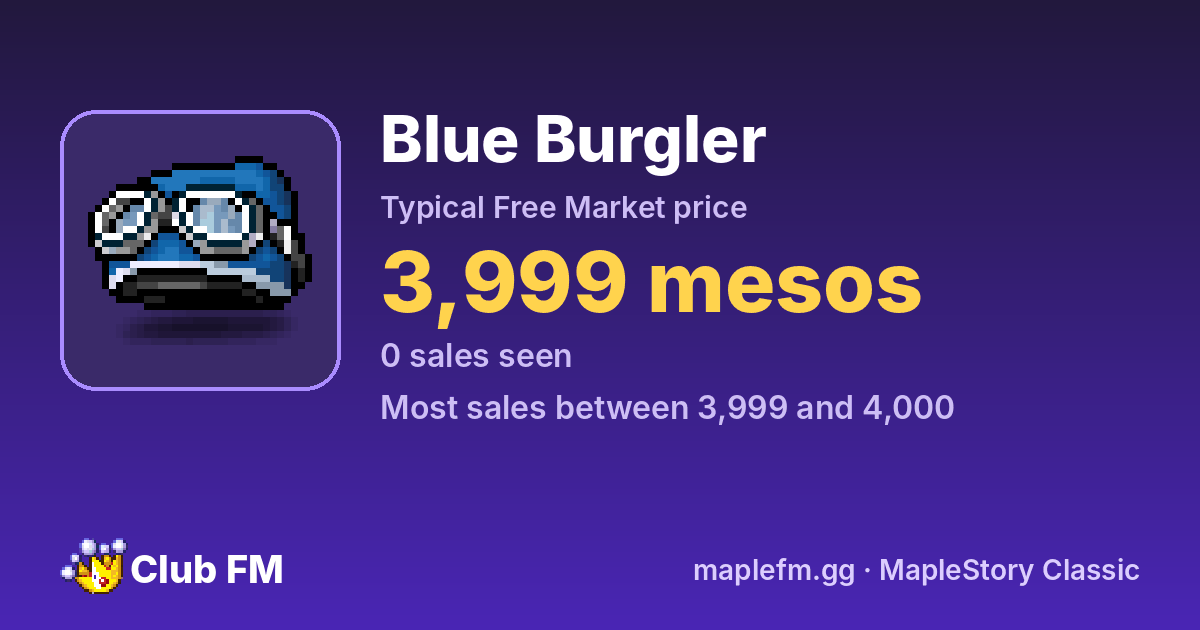 Blue Burgler
Typical Free Market price
3,999 mesos
0 sales seen
Most sales between 3,999 and 4,000
Club FM
maplefm.gg · MapleStory Classic